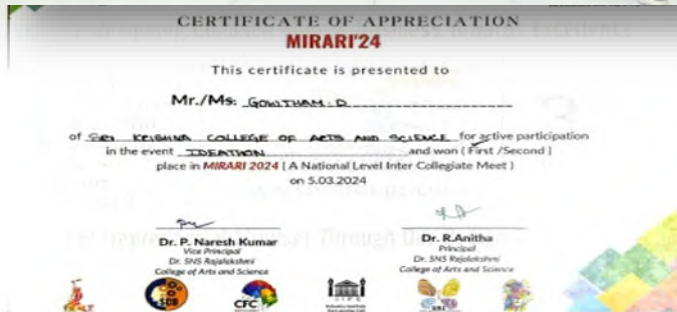 CERTIFICATE OF APPRECIATION
MIRARI'24
This certificate is presented to
Mr./Ms. GOWTHAM.D
of SRI KRISHNA COLLEGE OF ARTS AND SCIENCE for active participation
in the event IDEATHON and won ( First /Second )
place in MIRARI 2024 ( A National Level Inter Collegiate Meet )
on 5.03.2024
Dr. P. Naresh Kumar
Vice Principal
Dr. SNS Rajalakshmi
College of Arts and Science
Dr. R.Anitha
Principal
Dr. SNS Rajalakshmi
College of Arts and Science
CFC